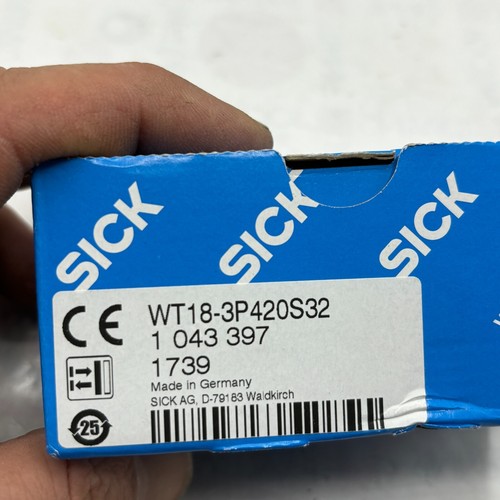 SICK
SICK
SICK
CE
WT18-3P420S32
1 043 397
1739
Made in Germany
SICK AG, D-79183 Waldkirch
25